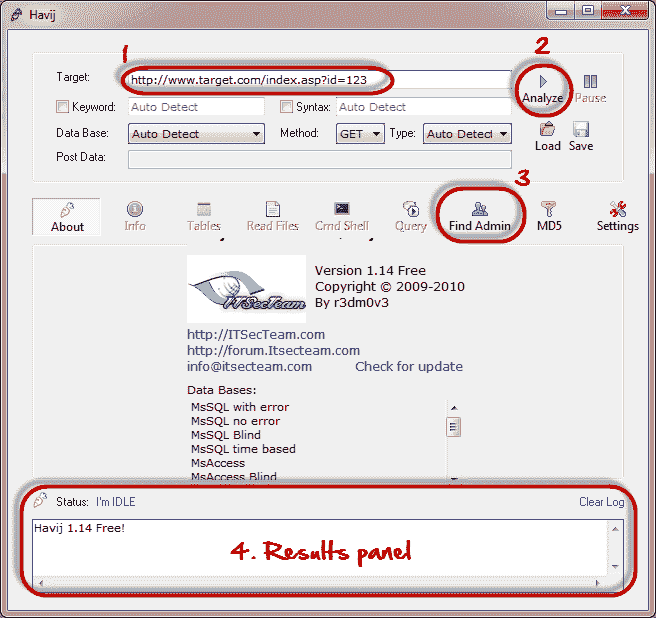 Havij
1
2
Target:
http://www.target.com/index.asp?id=123
Analyze
Pause
Keyword:
Auto Detect
Syntax:
Auto Detect
Data Base:
Auto Detect
Method:
GET
Type:
Auto Detect
Load
Save
Post Data:
3
About
Info
Tables
Read Files
Cmd Shell
Query
Find Admin
MD5
Settings
ITSecTeam
Version 1.14 Free
Copyright © 2009-2010
By r3dm0v3
http://ITSecTeam.com
http://forum.Itsecteam.com
info@itsecteam.com
Check for update
Data Bases:
MsSQL with error
MsSQL no error
MsSQL Blind
MsSQL time based
MsAccess
MsAccess Blind
Status: I'm IDLE
Clear Log
Havij 1.14 Free!
4. Results panel